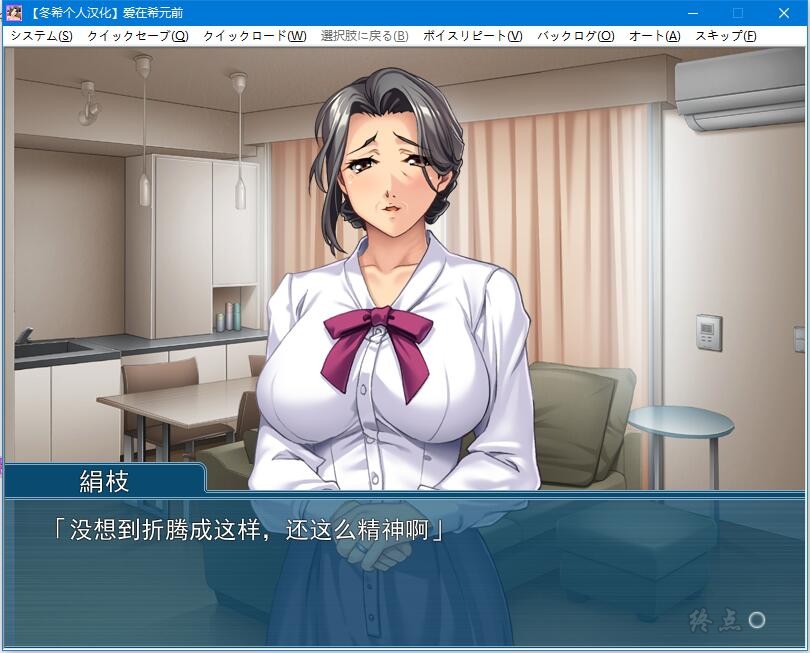 【冬希个人汉化】爱在希元前
システム(S) クイックセーブ(Q) クイックロード(W) 選択肢に戻る(B) ボイスリピート(V) バックログ(O) オート(A) スキップ(F)
絹枝
「没想到折腾成这样，还这么精神啊」
终点